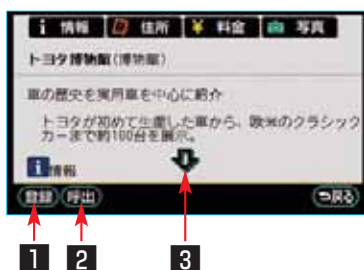 i 情報 住所 ¥ 料金 写真
トヨタ博物館(博物館)
車の歴史を実用車を中心に紹介
トヨタが初めて生産した車から、欧米のクラシック
カーまで約100台を展示。
i 情報
登録 呼出 戻る
1 2 3